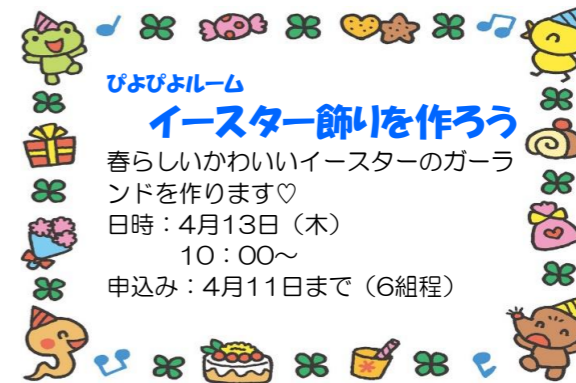 ぴよぴよルーム
イースター飾りを作ろう
春らしいかわいいイースターのガーラ
ンドを作ります♡
日時：4月13日（木）
10：00～
申込み：4月11日まで（6組程）